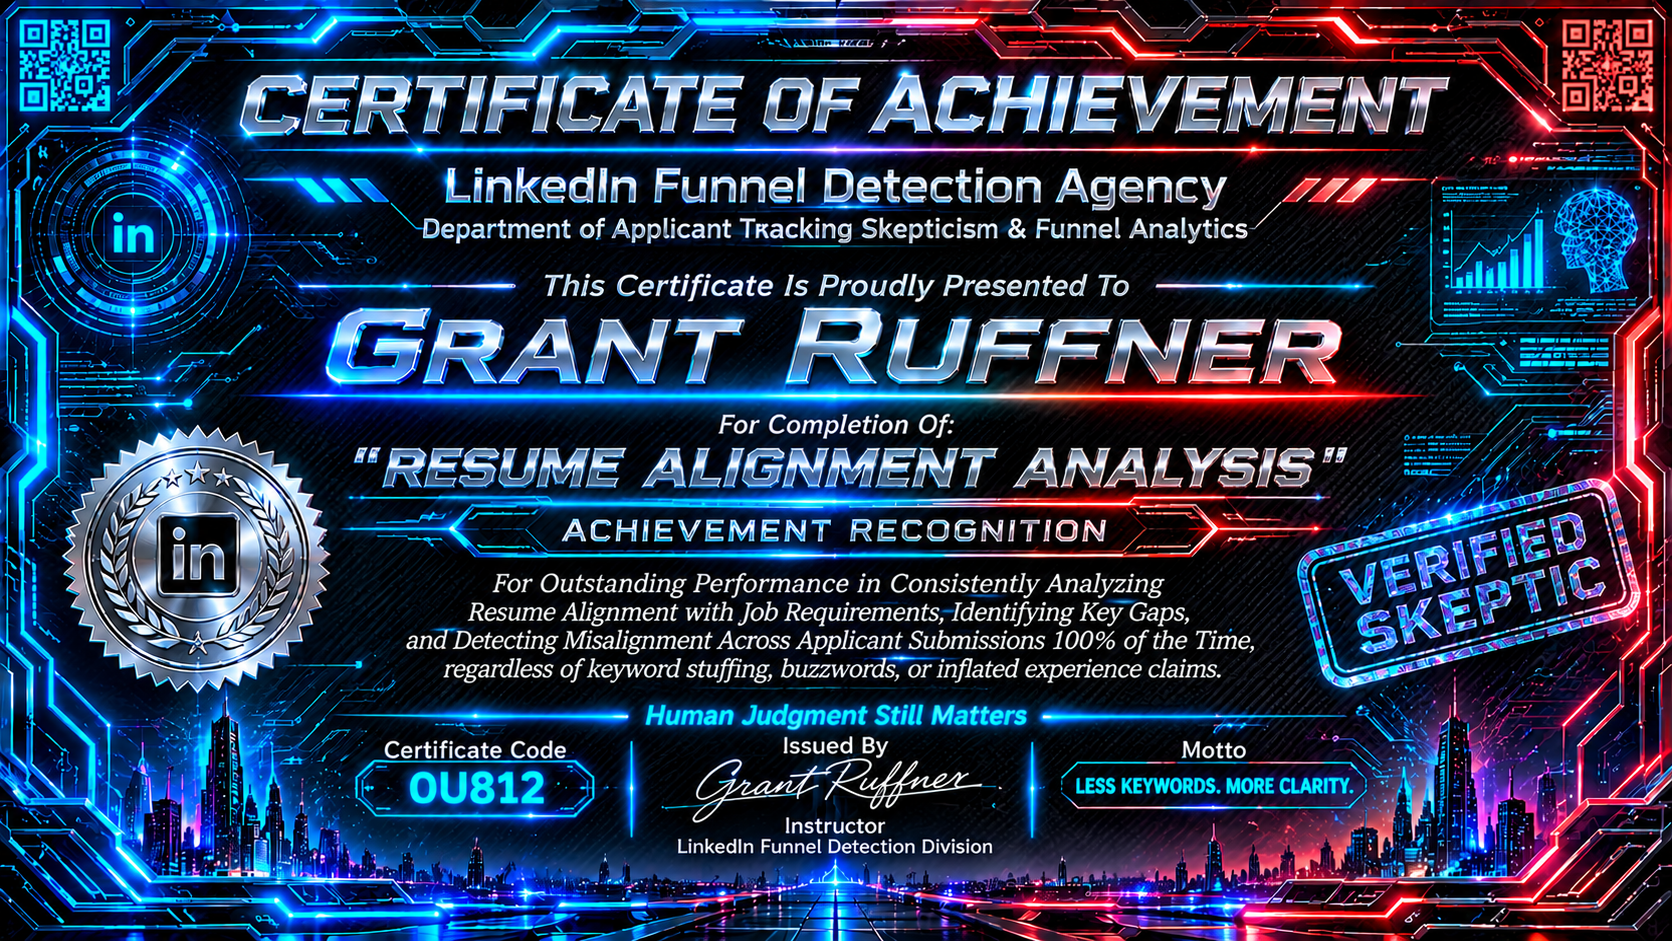 CERTIFICATE OF ACHIEVEMENT
LinkedIn Funnel Detection Agency
Department of Applicant Tracking Skepticism & Funnel Analytics
in
This Certificate Is Proudly Presented To
GRANT RUFFNER
For Completion Of:
"RESUME ALIGNMENT ANALYSIS"
ACHIEVEMENT RECOGNITION
in
For Outstanding Performance in Consistently Analyzing
Resume Alignment with Job Requirements, Identifying Key Gaps,
and Detecting Misalignment Across Applicant Submissions 100% of the Time,
regardless of keyword stuffing, buzzwords, or inflated experience claims.
VERIFIED
SKEPTIC
Human Judgment Still Matters
Certificate Code
OU812
Issued By
Grant Ruffner
Instructor
LinkedIn Funnel Detection Division
Motto
LESS KEYWORDS. MORE CLARITY.